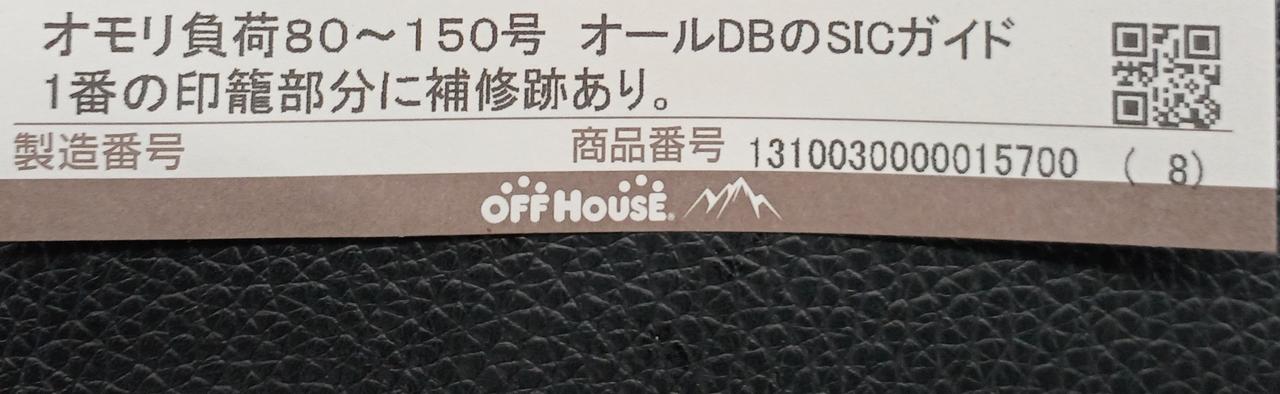 オモリ負荷80～150号 オールDBのSICガイド
1番の印籠部分に補修跡あり。
製造番号 商品番号 1310030000015700 ( 8)
OFF HOUSE®